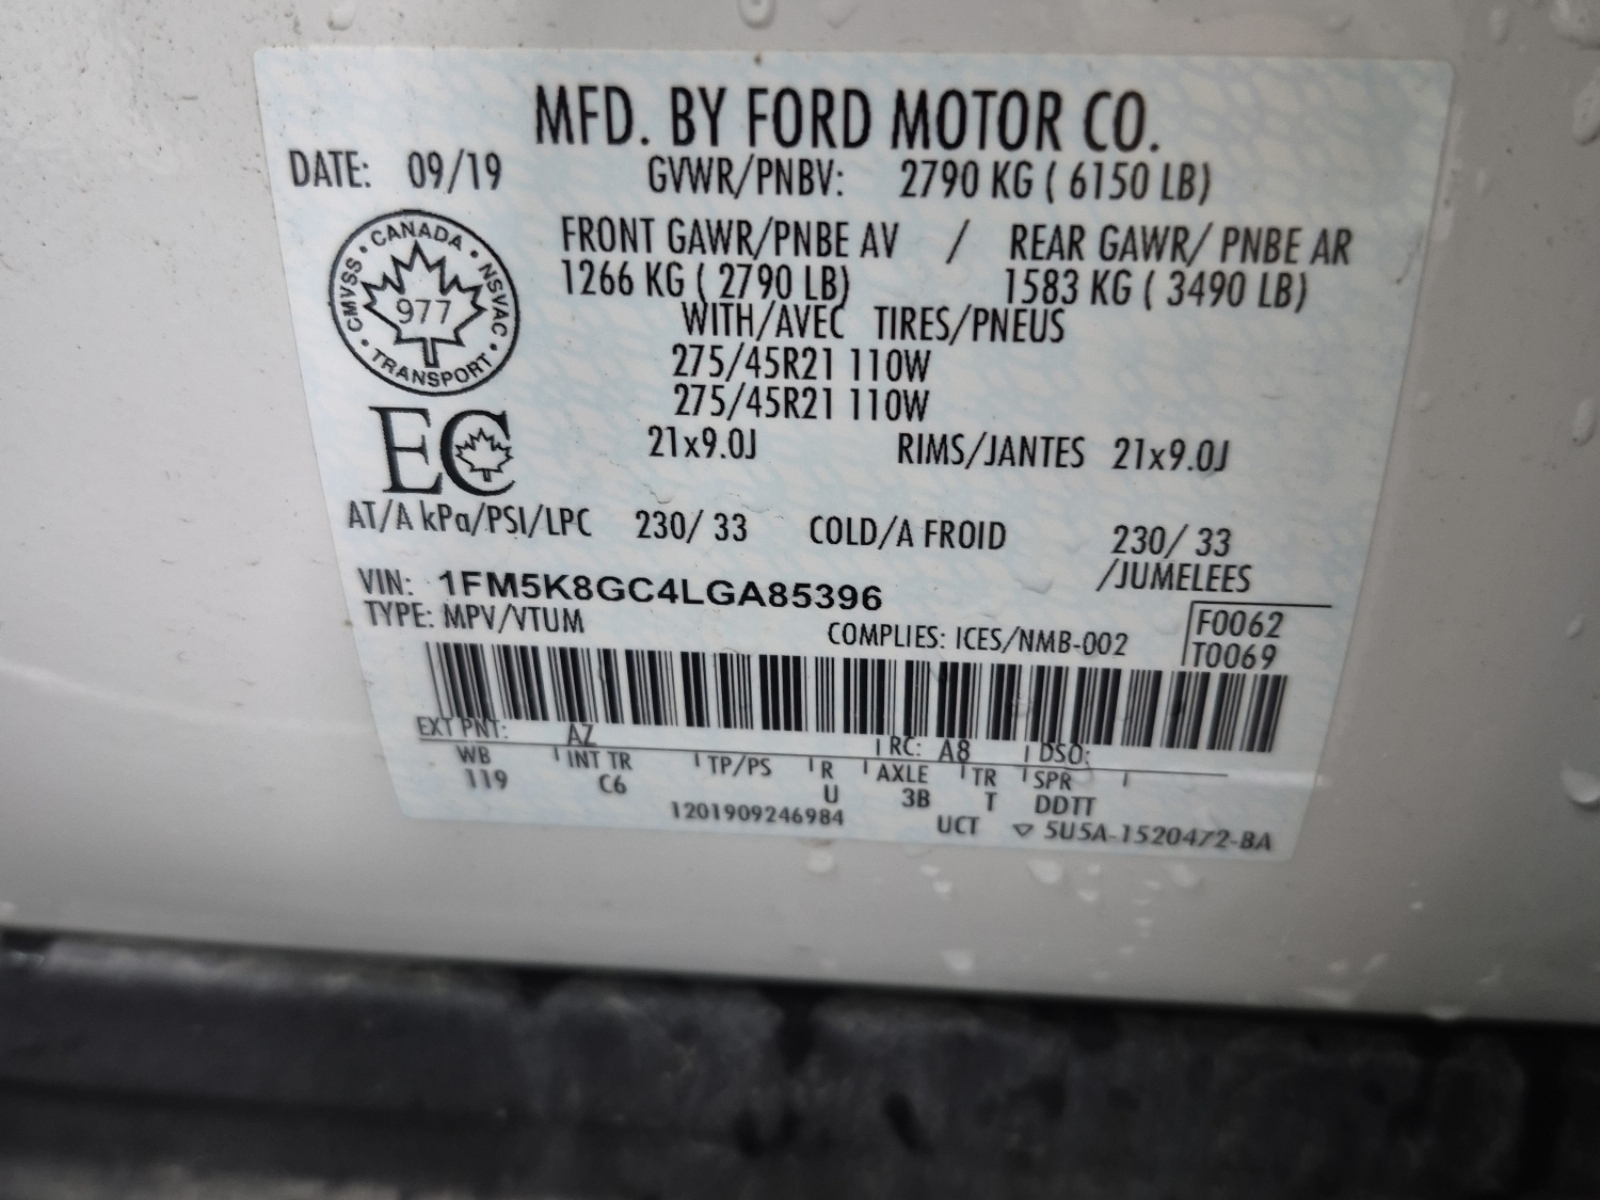 MFD. BY FORD MOTOR CO.
DATE: 09/19 GVWR/PNBV: 2790 KG ( 6150 LB)
CANADA
CMVSS NSVAC
977
TRANSPORT
FRONT GAWR/PNBE AV / REAR GAWR/ PNBE AR
1266 KG ( 2790 LB) 1583 KG ( 3490 LB)
WITH/AVEC TIRES/PNEUS
275/45R21 110W
275/45R21 110W
EC
21x9.0J RIMS/JANTES 21x9.0J
AT/A kPa/PSI/LPC 230/ 33 COLD/A FROID 230/ 33
/JUMELEES
VIN: 1FM5K8GC4LGA85396
TYPE: MPV/VTUM
COMPLIES: ICES/NMB-002
F0062
T0069
EXT PNT: AZ RC: A8 DSO:
WB INT TR TP/PS R AXLE TR SPR
119 C6 U 3B T DDTT
1201909246984 UCT 5U5A-1520472-BA